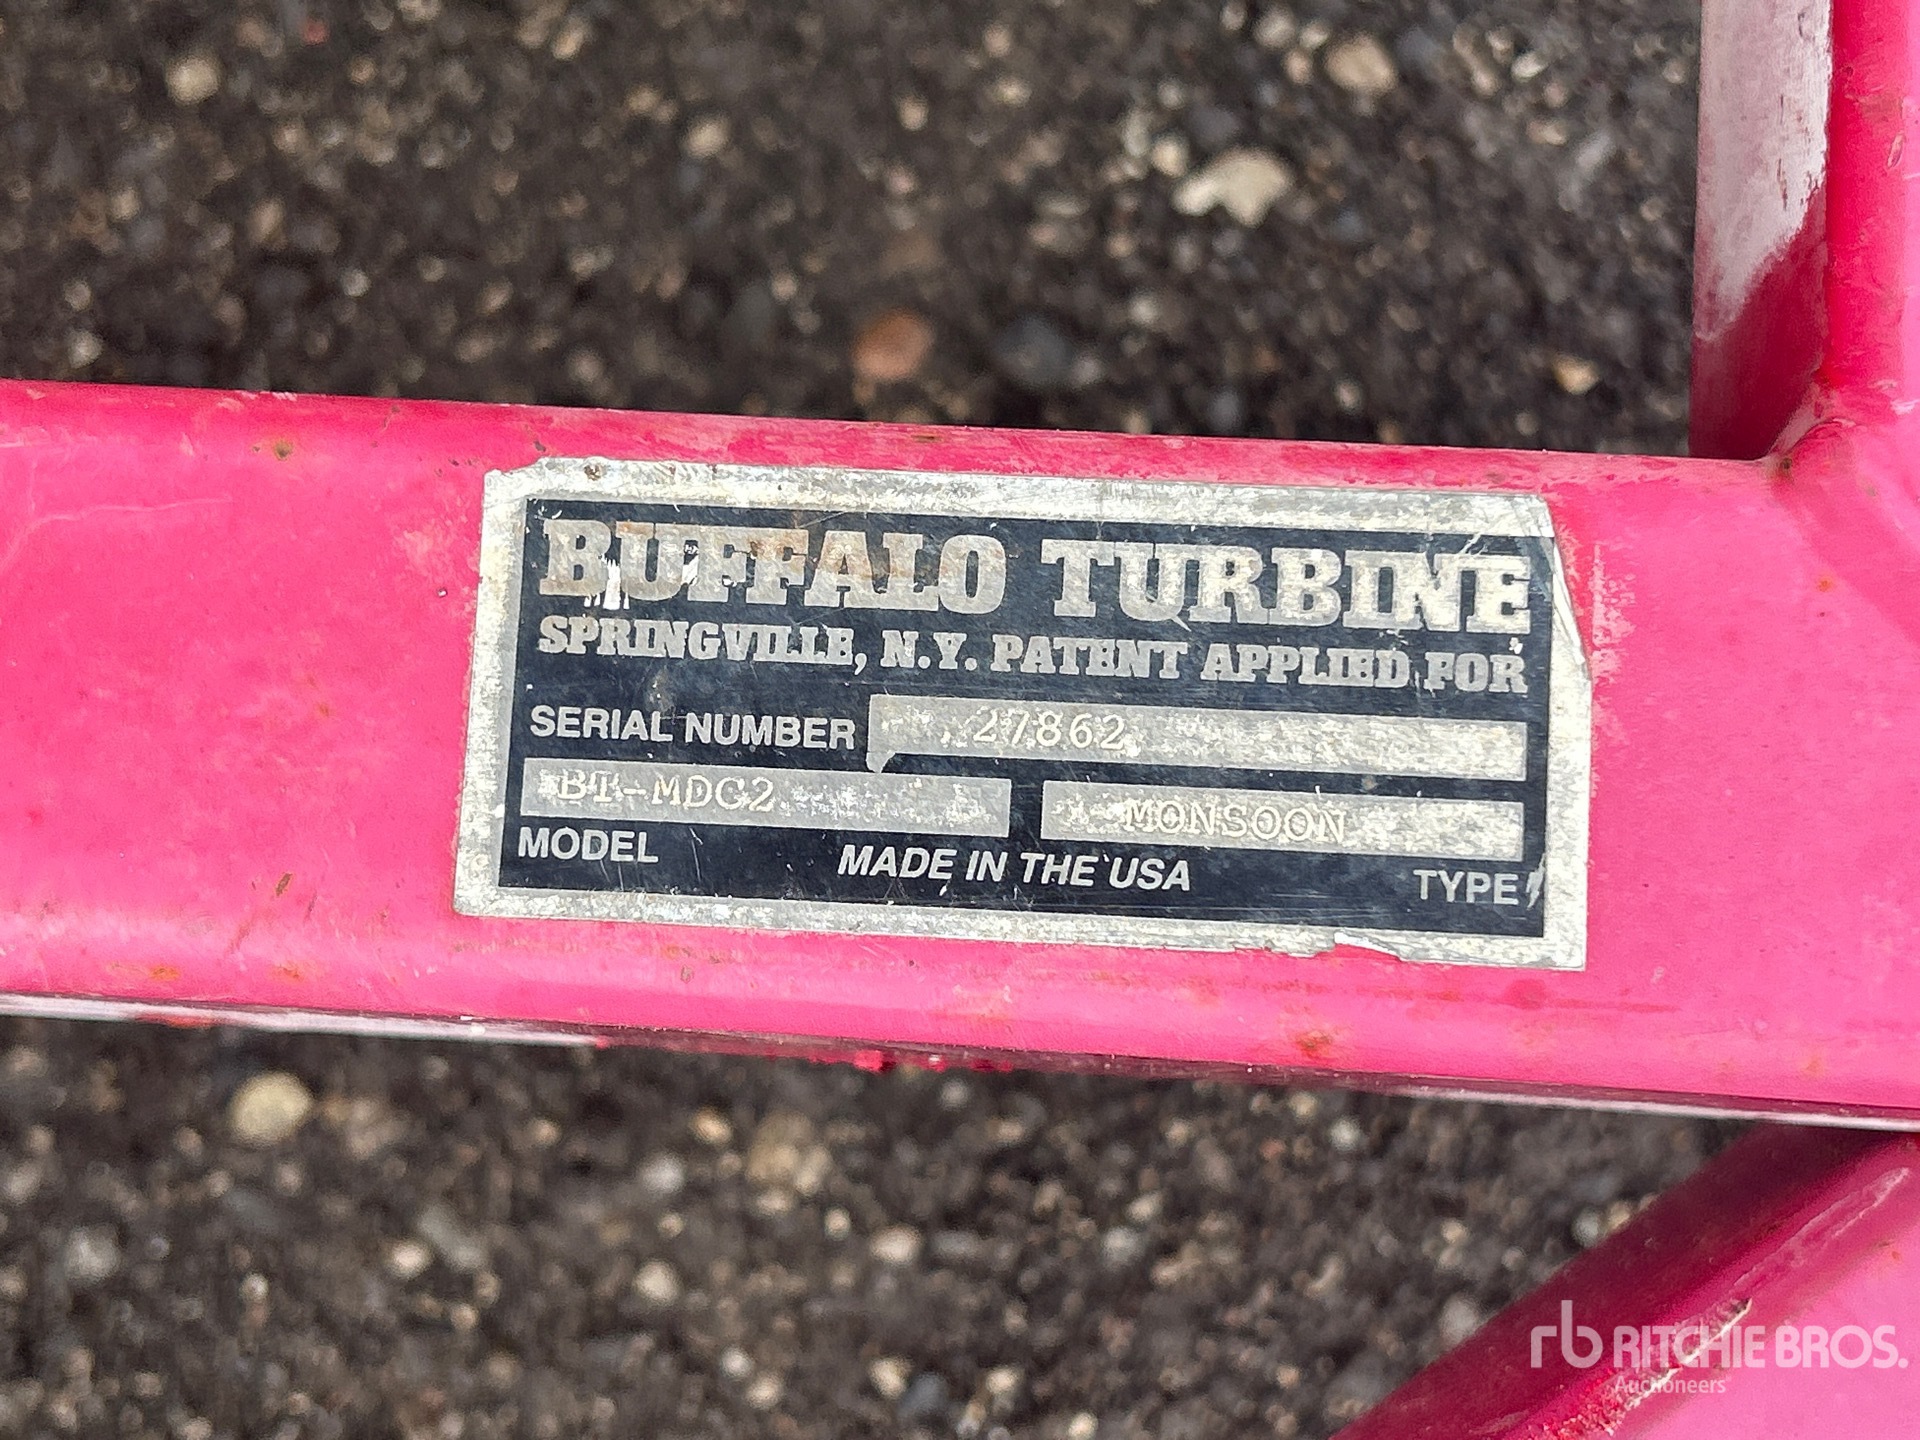 BUFFALO TURBINE
SPRINGVILLE, N.Y. PATENT APPLIED FOR
SERIAL NUMBER 27862
BT-MDG2 MONSOON
MODEL MADE IN THE USA TYPE
rb RITCHIE BROS.
Auctioneers